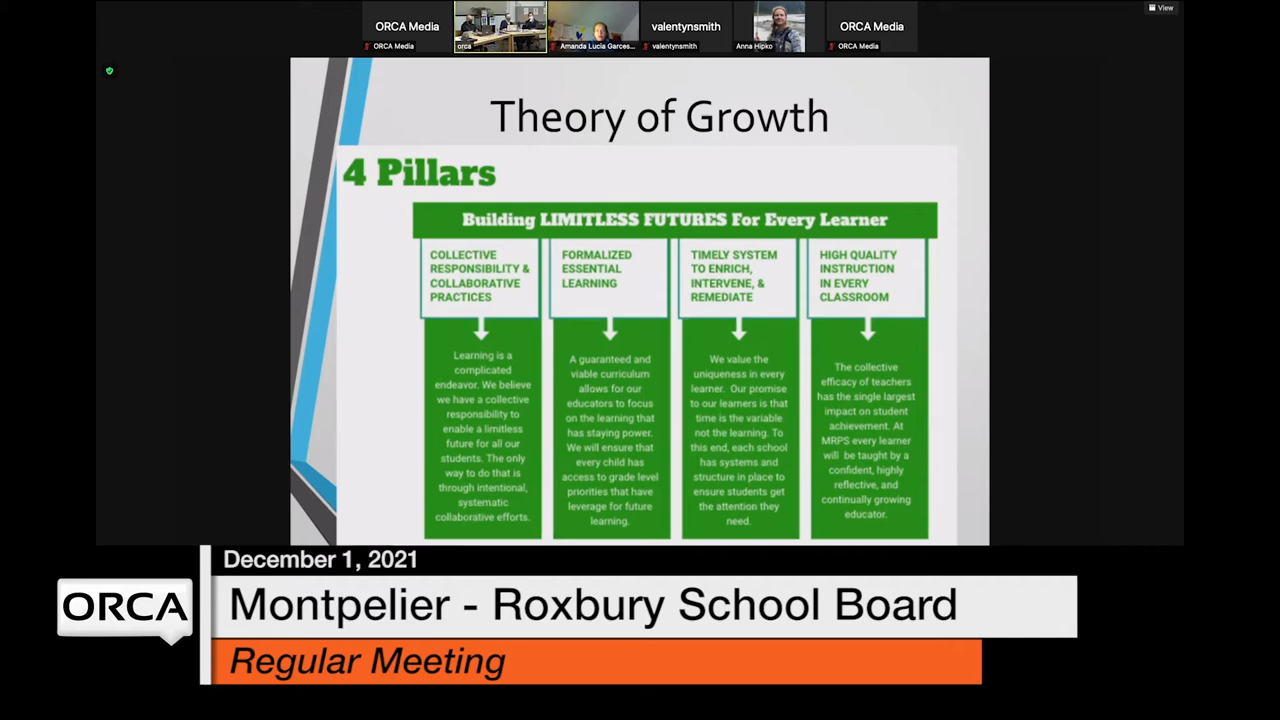 View
ORCA Media
valentynsmith
ORCA Media
ORCA Media
orca
Amanda Lucia Garces...
valentynsmith
Anna Hipko
ORCA Media
Theory of Growth
4 Pillars
Building LIMITLESS FUTURES For Every Learner
COLLECTIVE
RESPONSIBILITY &
COLLABORATIVE
PRACTICES
Learning is a
complicated
endeavor. We believe
we have a collective
responsibility to
enable a limitless
future for all our
students. The only
way to do that is
through intentional,
systematic
collaborative efforts.
FORMALIZED
ESSENTIAL
LEARNING
A guaranteed and
viable curriculum
allows for our
educators to focus
on the learning that
has staying power.
We will ensure that
every child has
access to grade level
priorities that have
leverage for future
learning.
TIMELY SYSTEM
TO ENRICH,
INTERVENE, &
REMEDIATE
We value the
uniqueness in every
learner. Our promise
to our learners is that
time is the variable
not the learning. To
this end, each school
has systems and
structure in place to
ensure students get
the attention they
need.
HIGH QUALITY
INSTRUCTION
IN EVERY
CLASSROOM
The collective
efficacy of teachers
has the single largest
impact on student
achievement. At
MRPS every learner
will be taught by a
confident, highly
reflective, and
continually growing
educator.
December 1, 2021
ORCA
Montpelier - Roxbury School Board
Regular Meeting